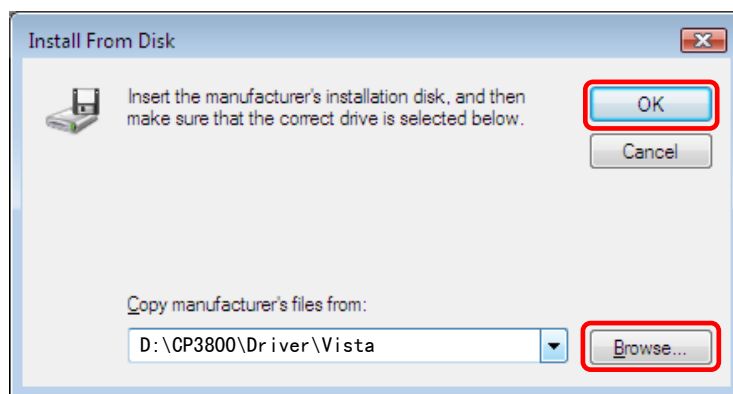 Install From Disk
Insert the manufacturer's installation disk, and then
make sure that the correct drive is selected below.
OK
Cancel
Copy manufacturer's files from:
D:\CP3800\Driver\Vista
Browse...